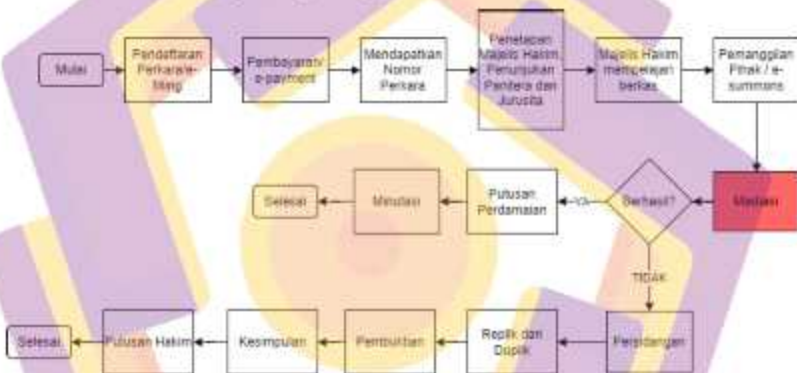 Mulai
Pendaftaran
Perkara/e-
filing
Pembayaran/
e-payment
Mendapatkan
Nomor
Perkara
Penetapan
Majelis Hakim,
Penunjukan
Panitera dan
Jurusita
Majelis Hakim
mempelajari
berkas
Pemanggilan
Pihak / e-
summons
Selesai
Minutasi
Putusan
Perdamaian
YA
Berhasil?
Mediasi
TIDAK
Selesai
Putusan Hakim
Kesimpulan
Pembuktian
Replik dan
Duplik
Persidangan